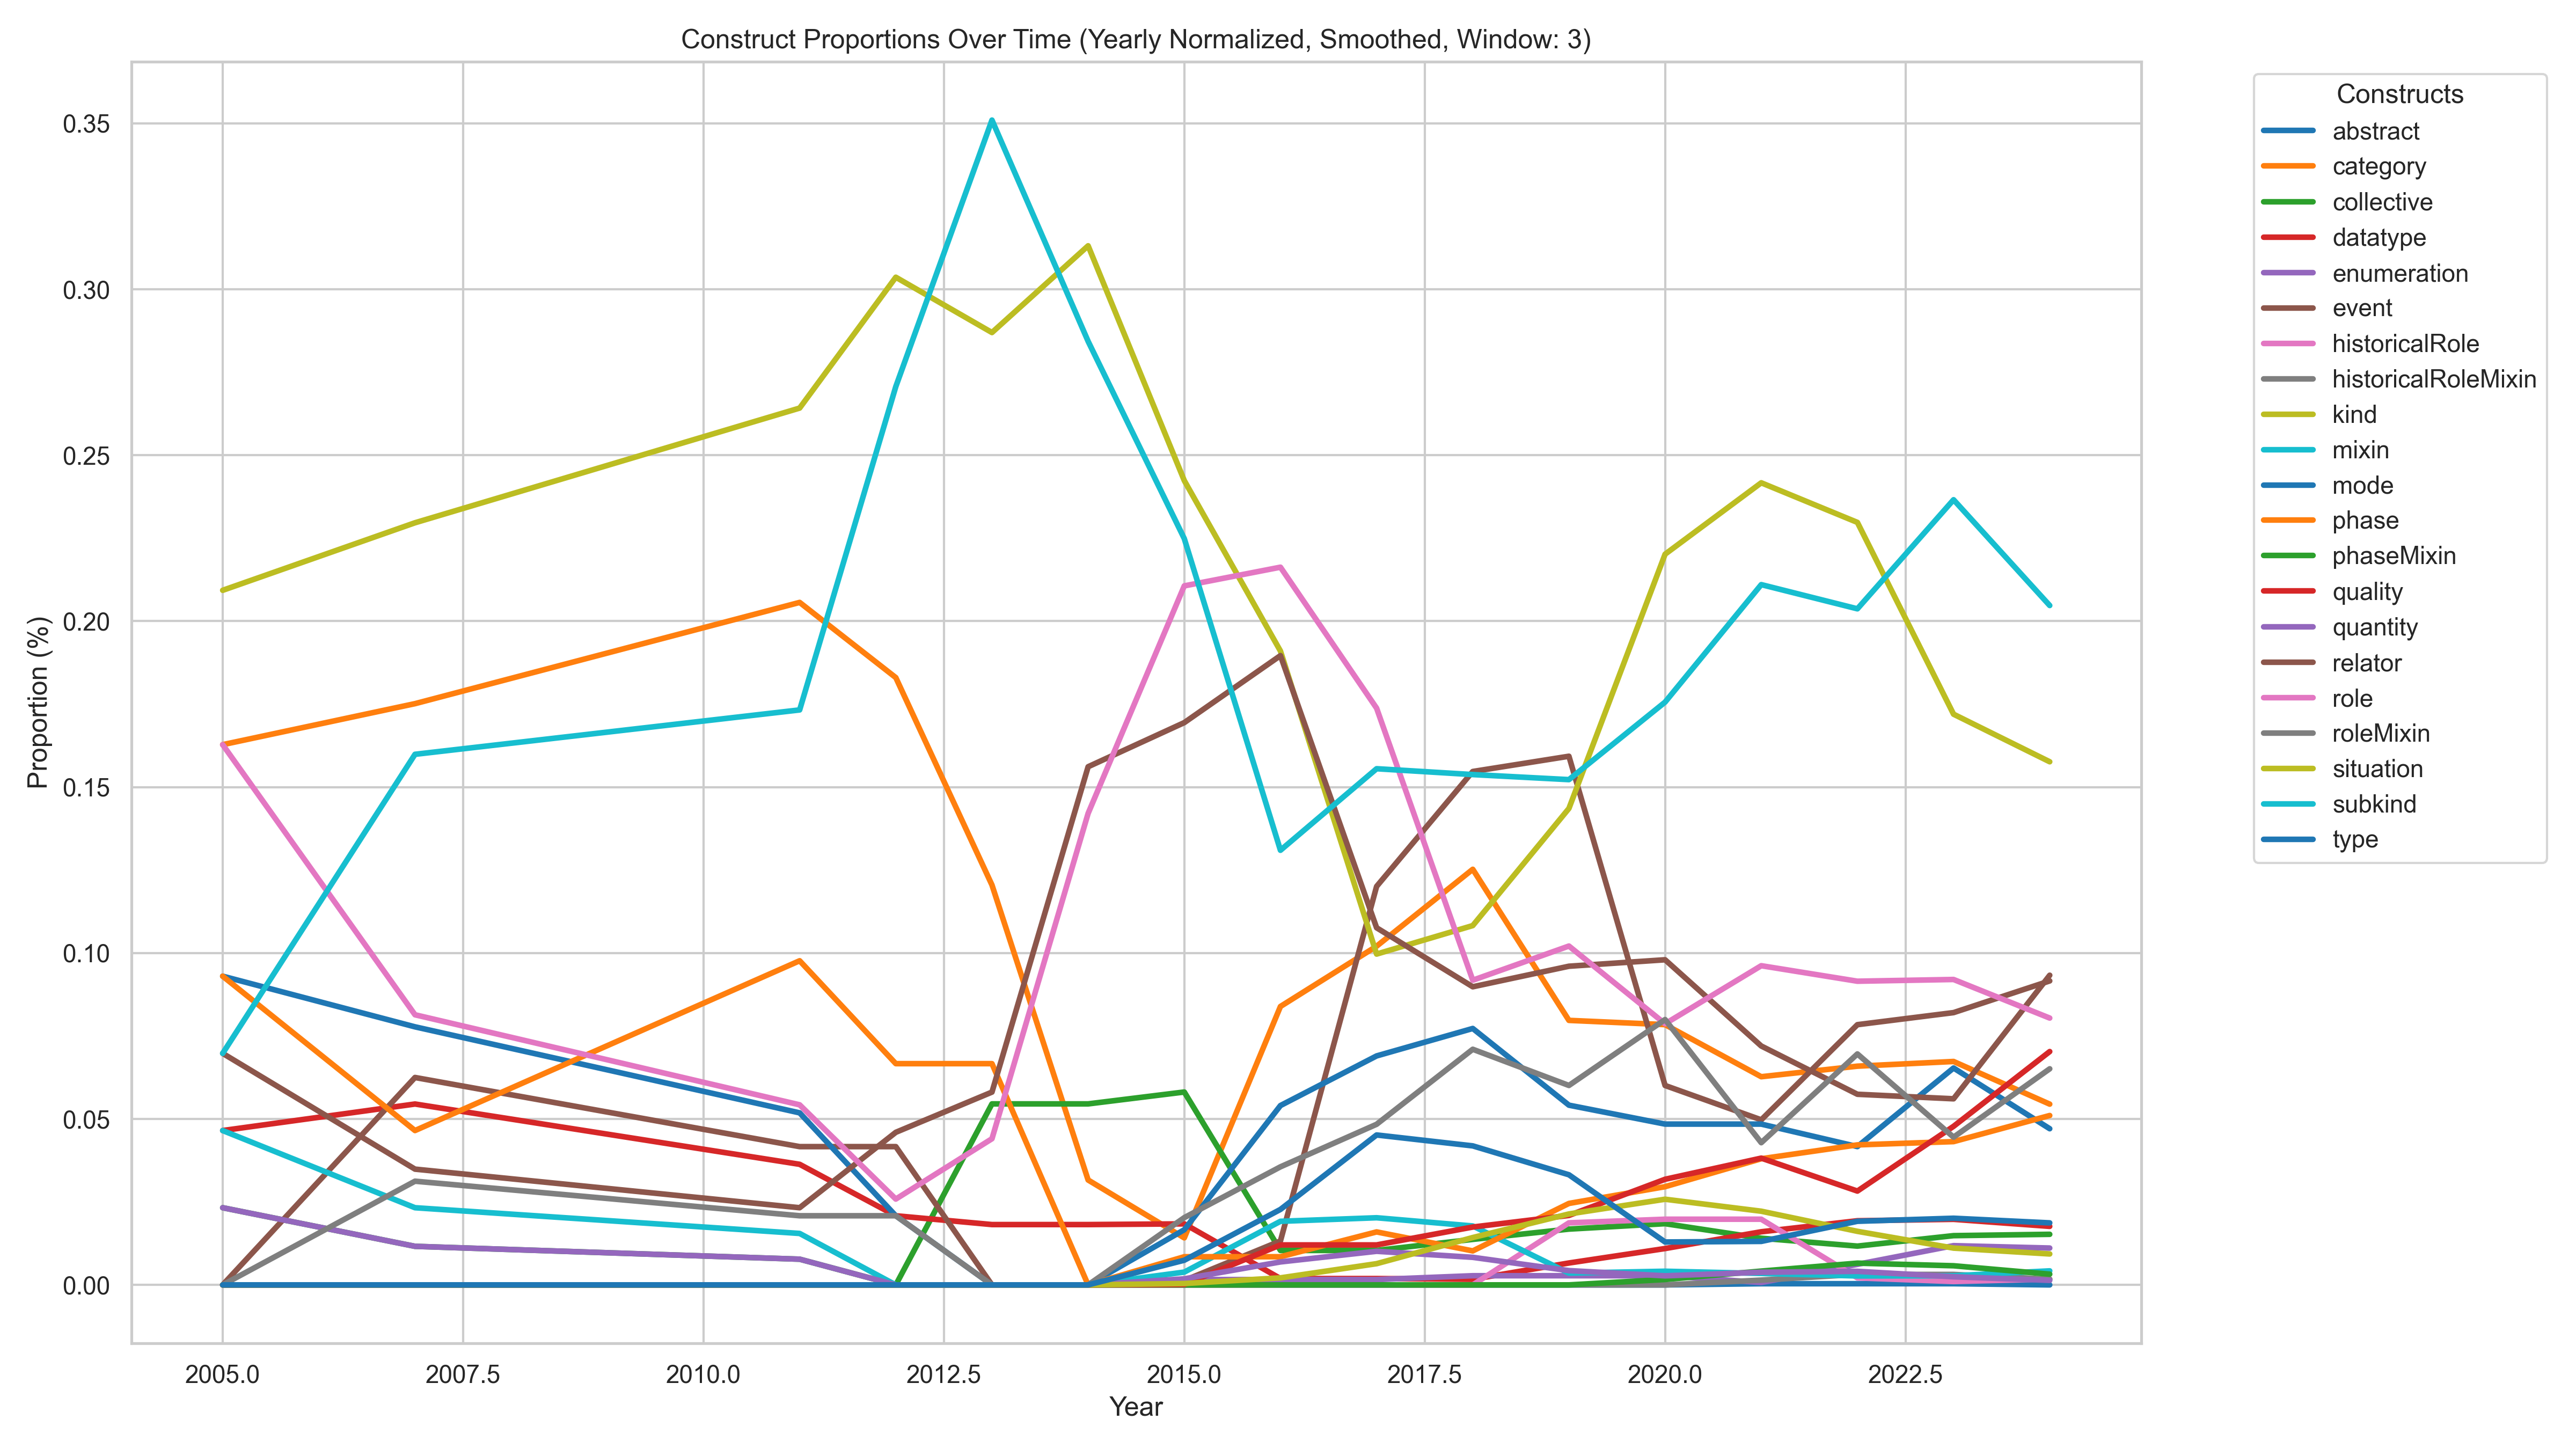 Construct Proportions Over Time (Yearly Normalized, Smoothed, Window: 3)
Proportion (%)
0.35
0.30
0.25
0.20
0.15
0.10
0.05
0.00
2005.0
2007.5
2010.0
2012.5
2015.0
2017.5
2020.0
2022.5
Year
Constructs
abstract
category
collective
datatype
enumeration
event
historicalRole
historicalRoleMixin
kind
mixin
mode
phase
phaseMixin
quality
quantity
relator
role
roleMixin
situation
subkind
type